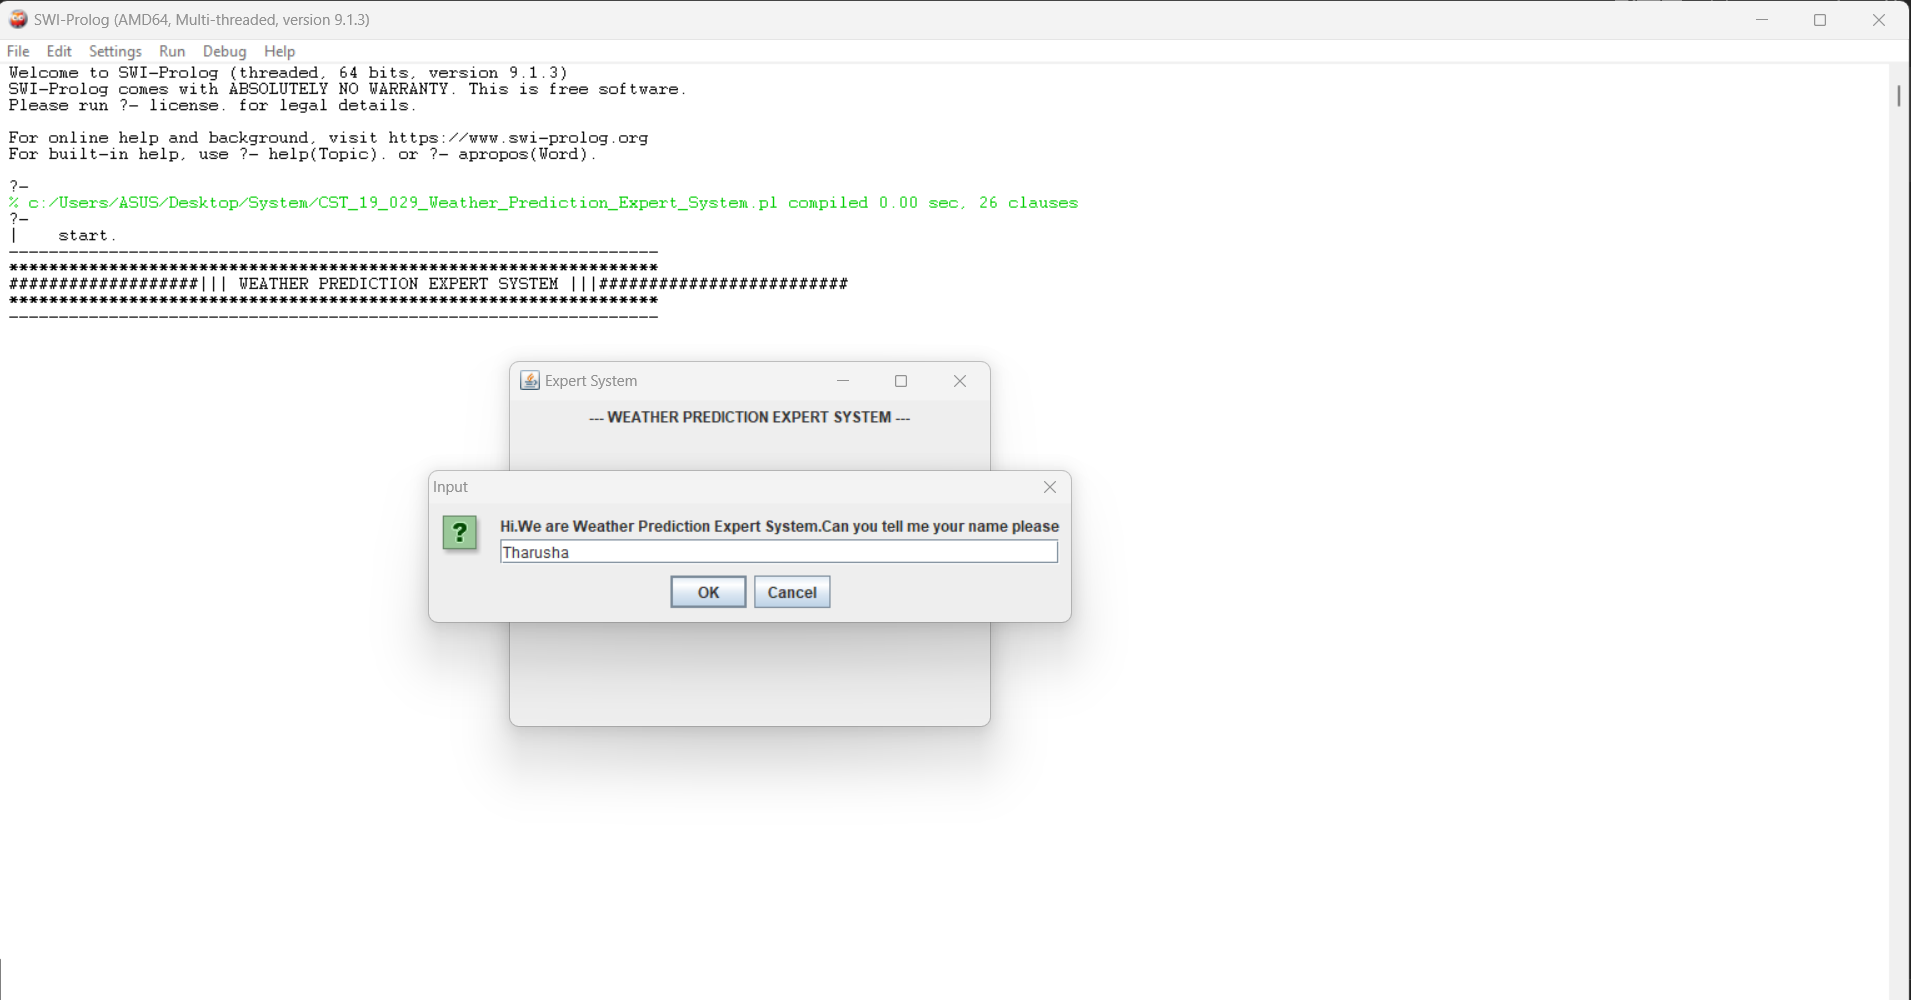 SWI-Prolog (AMD64, Multi-threaded, version 9.1.3)
File Edit Settings Run Debug Help
Welcome to SWI-Prolog (threaded, 64 bits, version 9.1.3)
SWI-Prolog comes with ABSOLUTELY NO WARRANTY. This is free software.
Please run ?- license. for legal details.
For online help and background, visit https://www.swi-prolog.org
For built-in help, use ?- help(Topic). or ?- apropos(Word).
?-
% c:/Users/ASUS/Desktop/System/CST_19_029_Weather_Prediction_Expert_System.pl compiled 0.00 sec, 26 clauses
?-
|    start.
-----------------------------------------------------------------
*****************************************************************
###################||| WEATHER PREDICTION EXPERT SYSTEM |||#########################
*****************************************************************
-----------------------------------------------------------------
Expert System
--- WEATHER PREDICTION EXPERT SYSTEM ---
Input
? Hi.We are Weather Prediction Expert System.Can you tell me your name please
Tharusha
OK Cancel